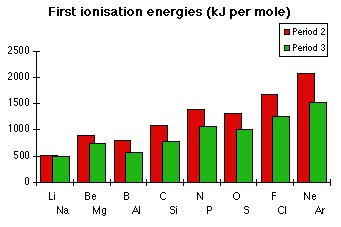 First ionisation energies (kJ per mole)
Period 2
Period 3
2500
2000
1500
1000
500
0
Li Be B C N O F Ne
Na Mg Al Si P S Cl Ar